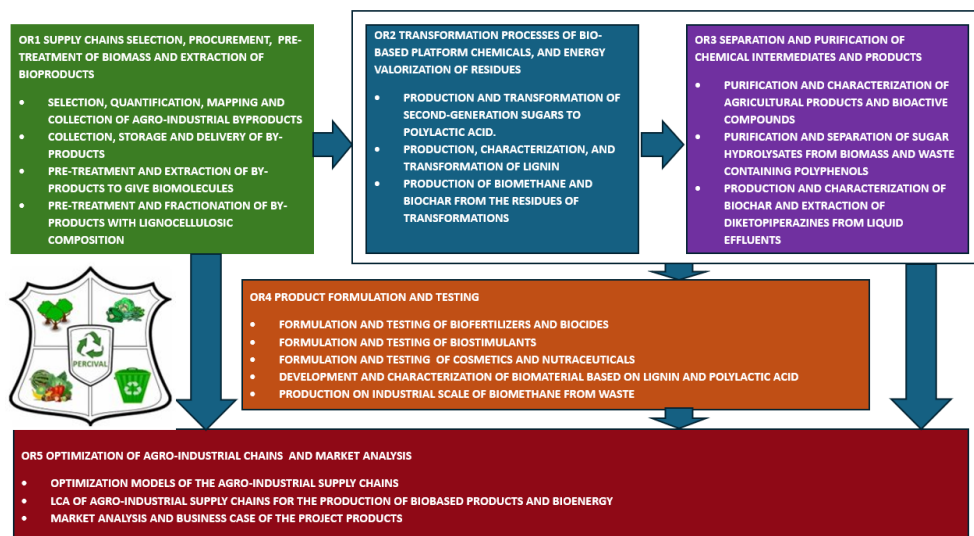 OR1 SUPPLY CHAINS SELECTION, PROCUREMENT, PRE-
TREATMENT OF BIOMASS AND EXTRACTION OF
BIOPRODUCTS
• SELECTION, QUANTIFICATION, MAPPING AND
COLLECTION OF AGRO-INDUSTRIAL BYPRODUCTS
• COLLECTION, STORAGE AND DELIVERY OF BY-
PRODUCTS
• PRE-TREATMENT AND EXTRACTION OF BY-
PRODUCTS TO GIVE BIOMOLECULES
• PRE-TREATMENT AND FRACTIONATION OF BY-
PRODUCTS WITH LIGNOCELLULOSIC
COMPOSITION
OR2 TRANSFORMATION PROCESSES OF BIO-
BASED PLATFORM CHEMICALS, AND ENERGY
VALORIZATION OF RESIDUES
• PRODUCTION AND TRANSFORMATION OF
SECOND-GENERATION SUGARS TO
POLYLACTIC ACID.
• PRODUCTION, CHARACTERIZATION, AND
TRANSFORMATION OF LIGNIN
• PRODUCTION OF BIOMETHANE AND
BIOCHAR FROM THE RESIDUES OF
TRANSFORMATIONS
OR3 SEPARATION AND PURIFICATION OF
CHEMICAL INTERMEDIATES AND PRODUCTS
• PURIFICATION AND CHARACTERIZATION OF
AGRICULTURAL PRODUCTS AND BIOACTIVE
COMPOUNDS
• PURIFICATION AND SEPARATION OF SUGAR
HYDROLYSATES FROM BIOMASS AND WASTE
CONTAINING POLYPHENOLS
• PRODUCTION AND CHARACTERIZATION OF
BIOCHAR AND EXTRACTION OF
DIKETOPIPERAZINES FROM LIQUID
EFFLUENTS
PERCIVAL
OR4 PRODUCT FORMULATION AND TESTING
• FORMULATION AND TESTING OF BIOFERTILIZERS AND BIOCIDES
• FORMULATION AND TESTING OF BIOSTIMULANTS
• FORMULATION AND TESTING OF COSMETICS AND NUTRACEUTICALS
• DEVELOPMENT AND CHARACTERIZATION OF BIOMATERIAL BASED ON LIGNIN AND POLYLACTIC ACID
• PRODUCTION ON INDUSTRIAL SCALE OF BIOMETHANE FROM WASTE
OR5 OPTIMIZATION OF AGRO-INDUSTRIAL CHAINS AND MARKET ANALYSIS
• OPTIMIZATION MODELS OF THE AGRO-INDUSTRIAL SUPPLY CHAINS
• LCA OF AGRO-INDUSTRIAL SUPPLY CHAINS FOR THE PRODUCTION OF BIOBASED PRODUCTS AND BIOENERGY
• MARKET ANALYSIS AND BUSINESS CASE OF THE PROJECT PRODUCTS